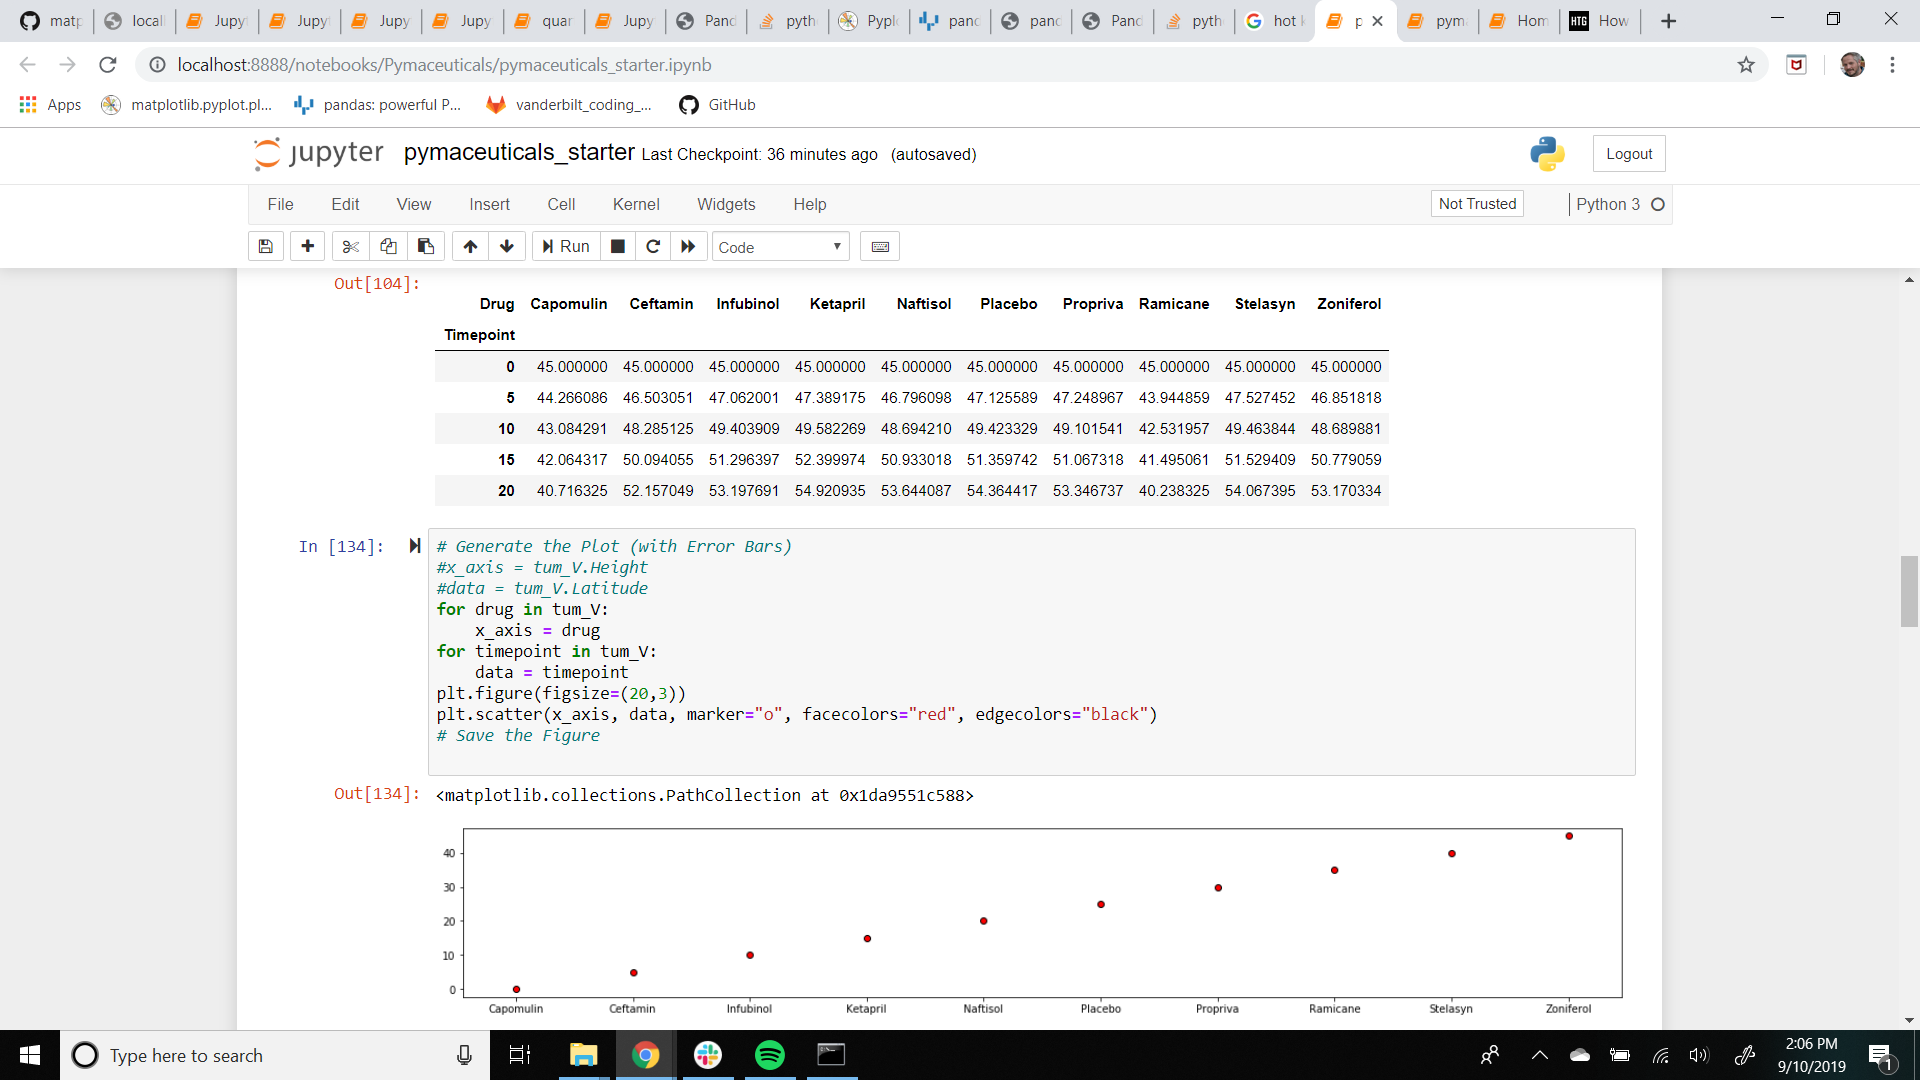 matp
locall
Jupyt
Jupyt
Jupy
Jupy
quar
Jupy
Pand
pyth
Pyplo
panc
panc
Pand
pyth
hot k
p
pyma
Hom
HTG How
localhost:8888/notebooks/Pymaceuticals/pymaceuticals_starter.ipynb
Apps matplotlib.pyplot.pl... pandas: powerful P... vanderbilt_coding_... GitHub
jupyter pymaceuticals_starter Last Checkpoint: 36 minutes ago (autosaved)
Logout
File Edit View Insert Cell Kernel Widgets Help
Not Trusted Python 3
Run Code
Out[104]:
Drug Capomulin Ceftamin Infubinol Ketapril Naftisol Placebo Propriva Ramicane Stelasyn Zoniferol
Timepoint
0 45.000000 45.000000 45.000000 45.000000 45.000000 45.000000 45.000000 45.000000 45.000000 45.000000
5 44.266086 46.503051 47.062001 47.389175 46.796098 47.125589 47.248967 43.944859 47.527452 46.851818
10 43.084291 48.285125 49.403909 49.582269 48.694210 49.423329 49.101541 42.531957 49.463844 48.689881
15 42.064317 50.094055 51.296397 52.399974 50.933018 51.359742 51.067318 41.495061 51.529409 50.779059
20 40.716325 52.157049 53.197691 54.920935 53.644087 54.364417 53.346737 40.238325 54.067395 53.170334
In [134]:
# Generate the Plot (with Error Bars)
#x_axis = tum_V.Height
#data = tum_V.Latitude
for drug in tum_V:
    x_axis = drug
for timepoint in tum_V:
    data = timepoint
plt.figure(figsize=(20,3))
plt.scatter(x_axis, data, marker="o", facecolors="red", edgecolors="black")
# Save the Figure
Out[134]: <matplotlib.collections.PathCollection at 0x1da9551c588>
40
30
20
10
0
Capomulin Ceftamin Infubinol Ketapril Naftisol Placebo Propriva Ramicane Stelasyn Zoniferol
Type here to search
2:06 PM
9/10/2019
1